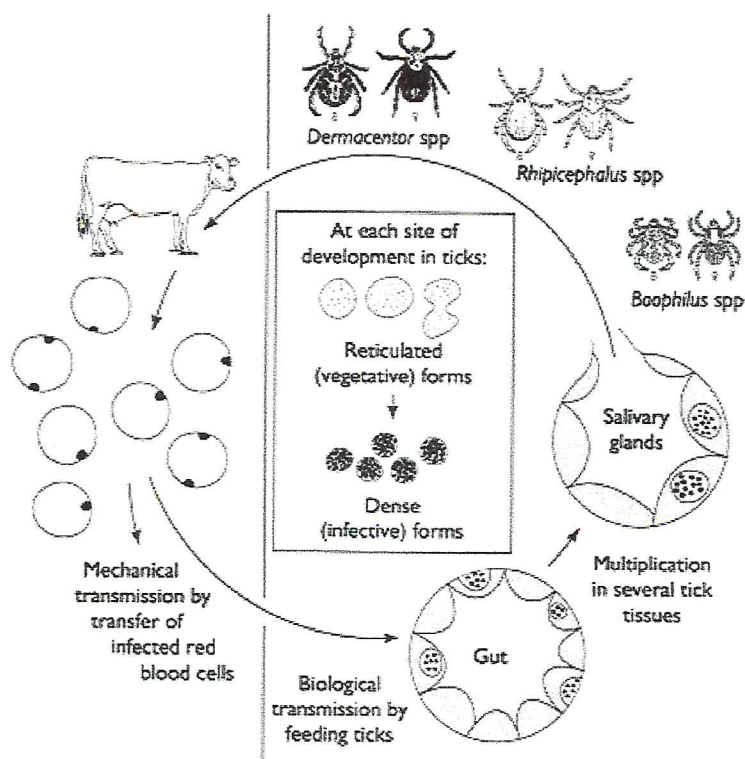 Dermacentor spp
Rhipicephalus spp
Boophilus spp
At each site of
development in ticks:
Reticulated
(vegetative) forms
Dense
(infective) forms
Salivary
glands
Multiplication
in several tick
tissues
Gut
Mechanical
transmission by
transfer of
infected red
blood cells
Biological
transmission by
feeding ticks